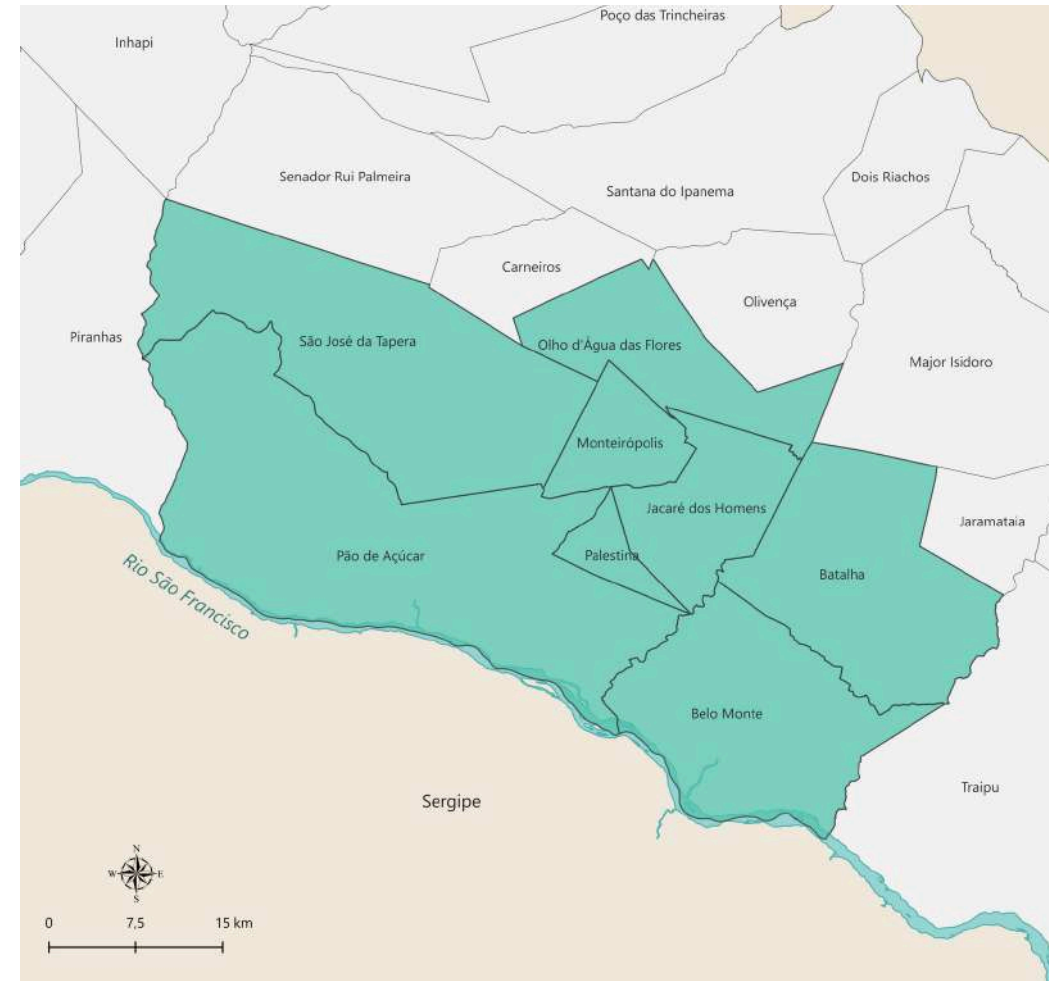 Poço das Trincheiras
Inhapi
Senador Rui Palmeira
Dois Riachos
Santana do Ipanema
Carneiros
Olivença
Piranhas
São José da Tapera
Olho d'Água das Flores
Major Isidoro
Monteirópolis
Jacaré dos Homens
Jaramataia
Pão de Açúcar
Palestina
Batalha
Rio São Francisco
Belo Monte
Traipu
Sergipe
N
W E
S
0 7,5 15 km